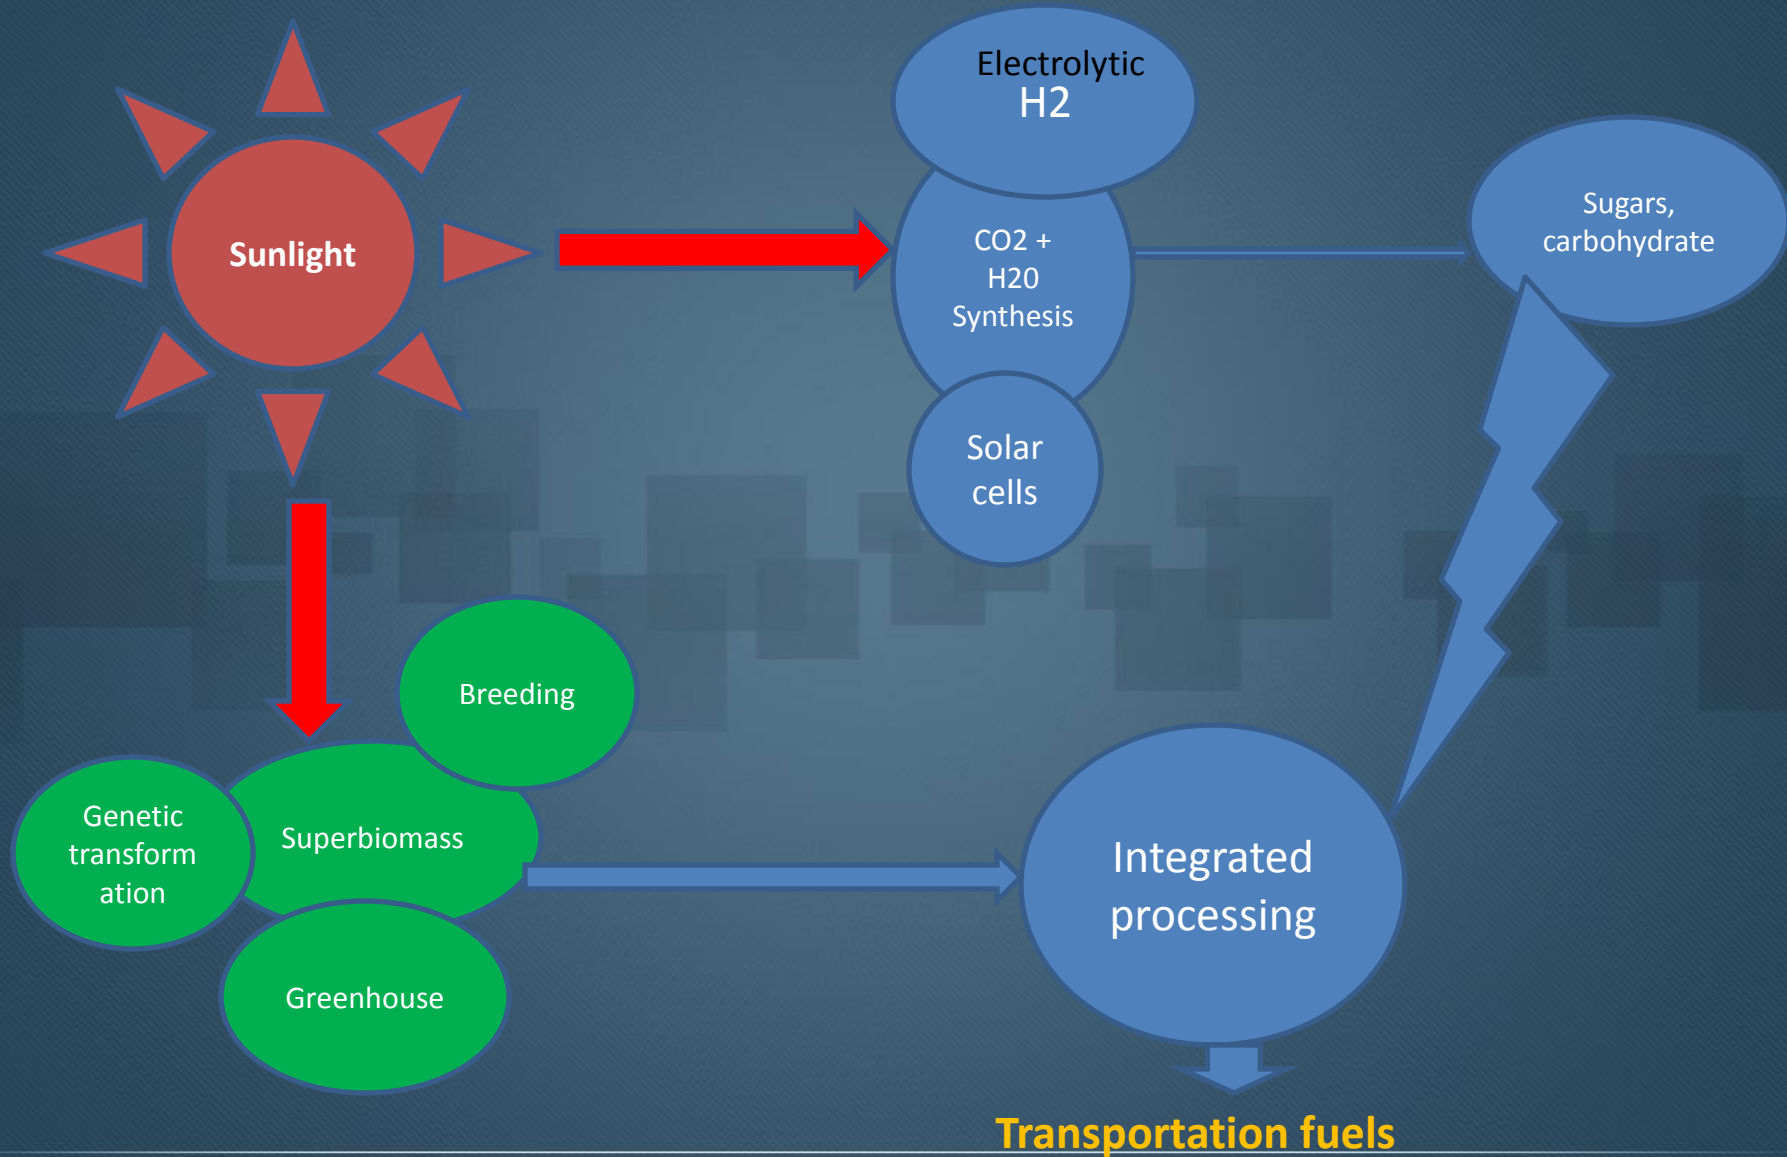 Electrolytic
H2
Sunlight
CO2 +
H20
Synthesis
Sugars,
carbohydrate
Solar
cells
Breeding
Genetic
transform
ation
Superbiomass
Greenhouse
Integrated
processing
Transportation fuels